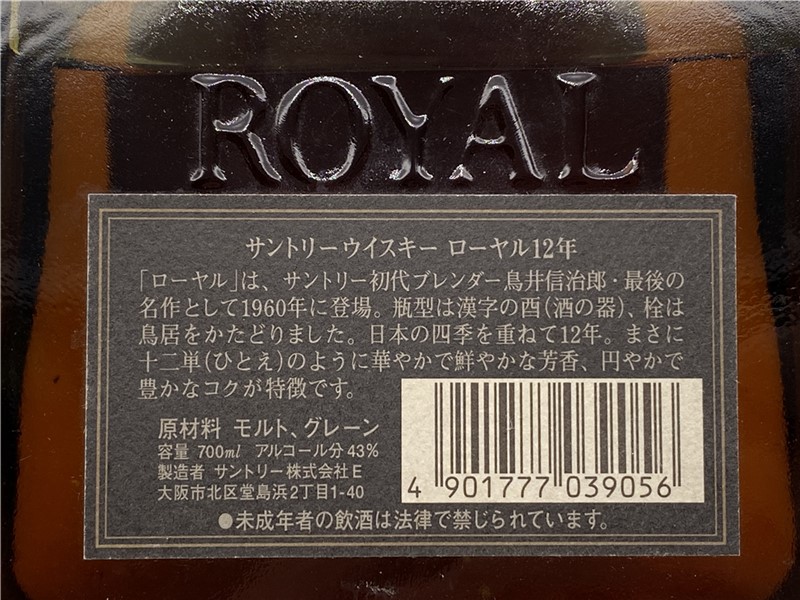 ROYAL
サントリーウイスキー ローヤル12年
「ローヤル」は、サントリー初代ブレンダー鳥井信治郎・最後の
名作として1960年に登場。瓶型は漢字の酉(酒の器)、栓は
鳥居をかたどりました。日本の四季を重ねて12年。まさに
十二単(ひとえ)のように華やかで鮮やかな芳香、円やかで
豊かなコクが特徴です。
原材料 モルト、グレーン
容量 700ml アルコール分43%
製造者 サントリー株式会社E
大阪市北区堂島浜2丁目1-40
4 901777 039056
●未成年者の飲酒は法律で禁じられています。